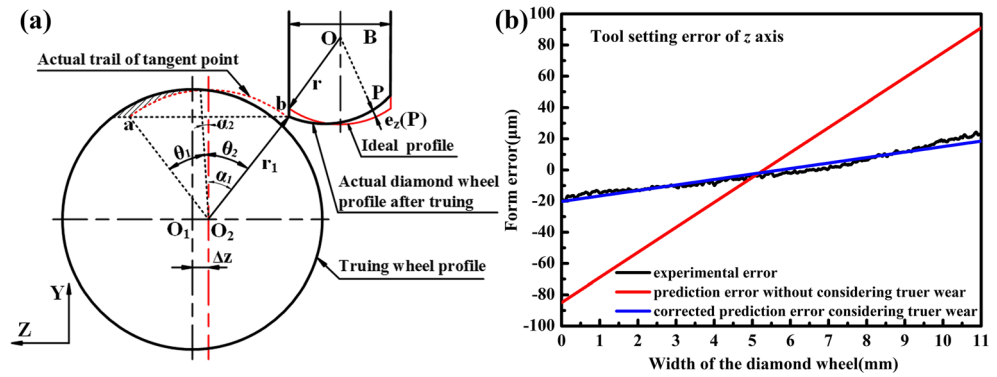 (a)
Actual trail of tangent point
O
B
r
P
b
a
α2
e_z(P)
θ1
θ2
Ideal profile
α1
r1
Actual diamond wheel
profile after truing
O1
O2
Δz
Truing wheel profile
Y
Z
(b)
Tool setting error of z axis
Form error(μm)
100
80
60
40
20
0
-20
-40
-60
-80
-100
experimental error
prediction error without considering truer wear
corrected prediction error considering truer wear
0 1 2 3 4 5 6 7 8 9 10 11
Width of the diamond wheel(mm)